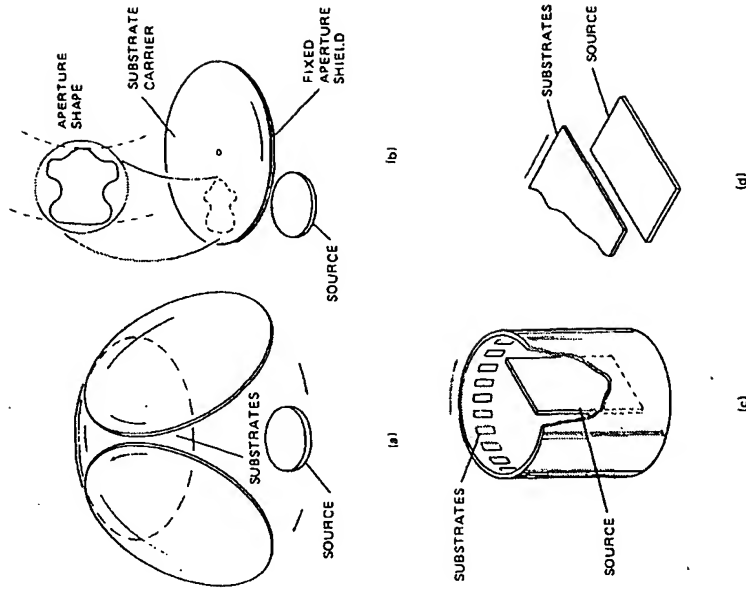 SUBSTRATES
SOURCE
(a)
APERTURE
SHAPE
SUBSTRATE
CARRIER
FIXED
APERTURE
SHIELD
SOURCE
(b)
SUBSTRATES
SOURCE
(c)
SUBSTRATES
SOURCE
(d)